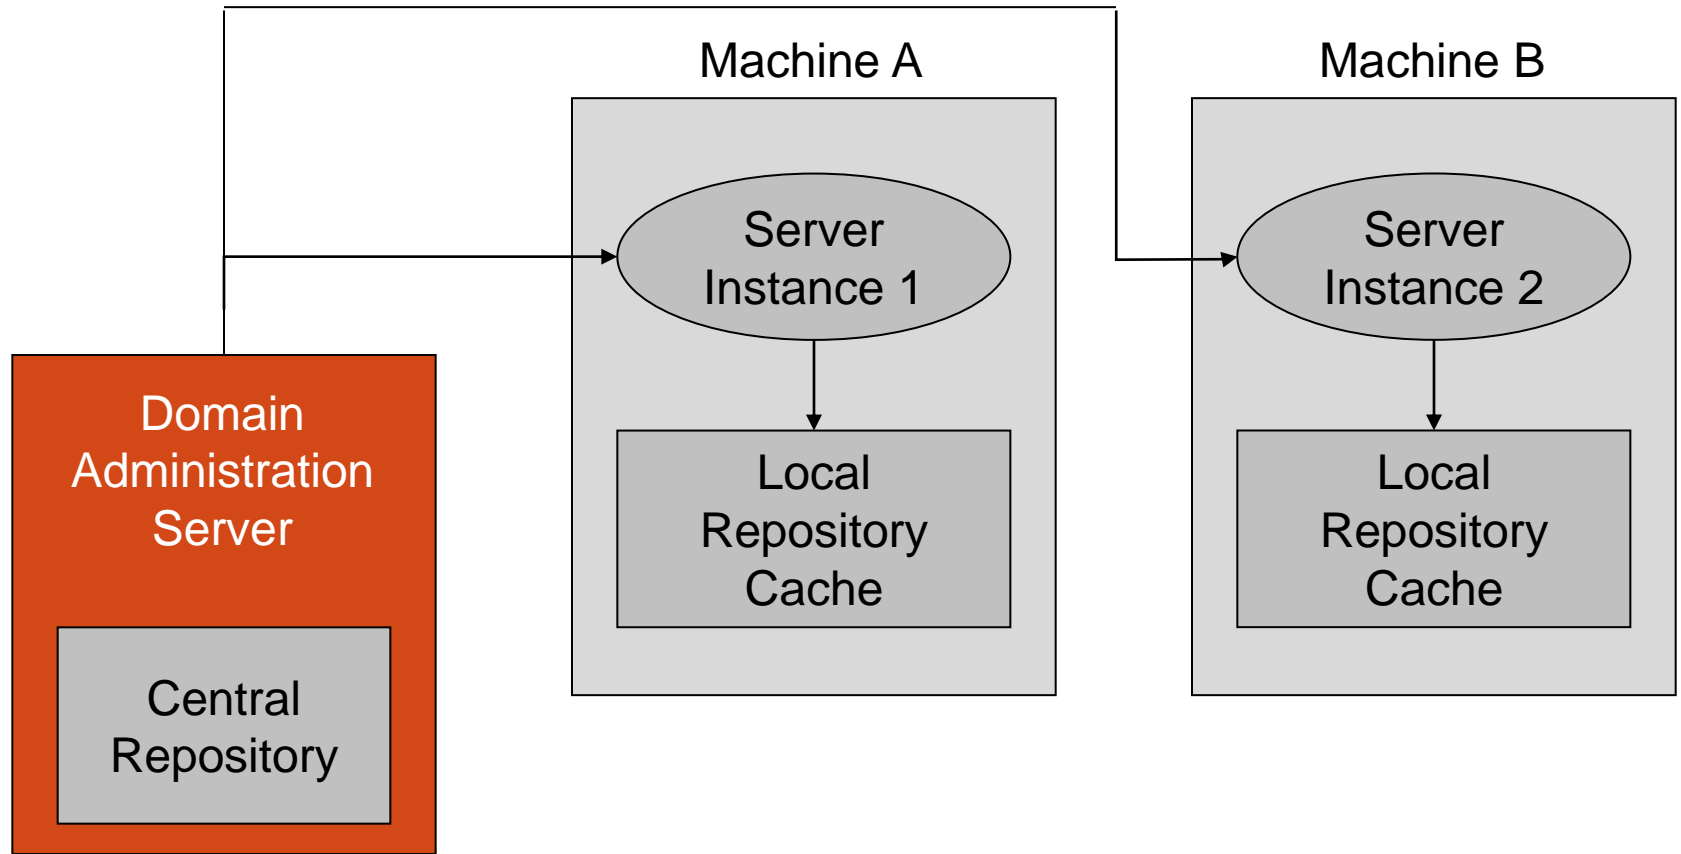 Machine A
Machine B
Server
Instance 1
Server
Instance 2
Domain
Administration
Server
Local
Repository
Cache
Local
Repository
Cache
Central
Repository